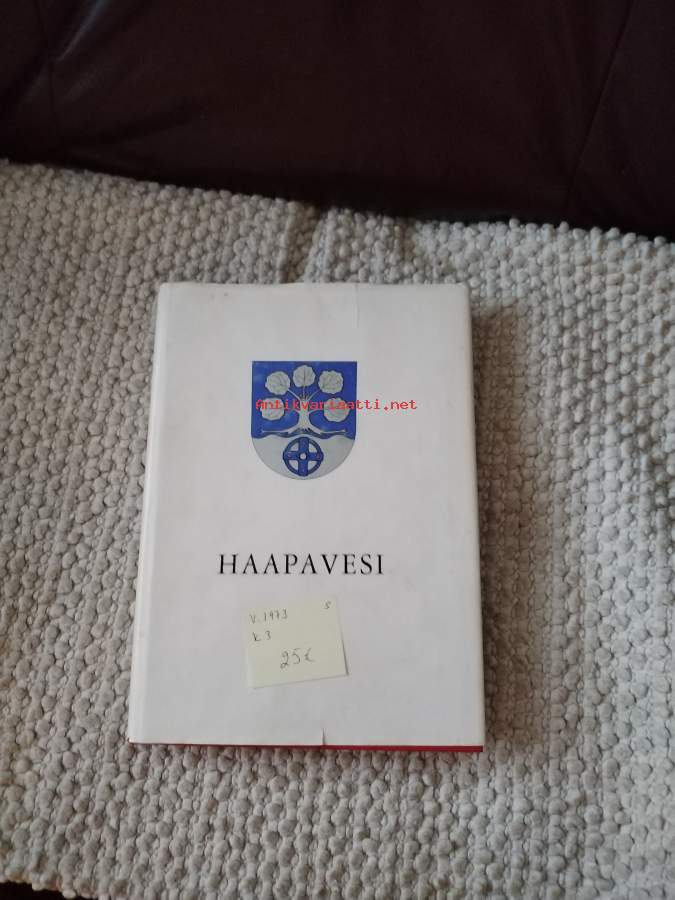 Antikvariaatti.net
HAAPAVESI
V. 1973 s
k 3
25€